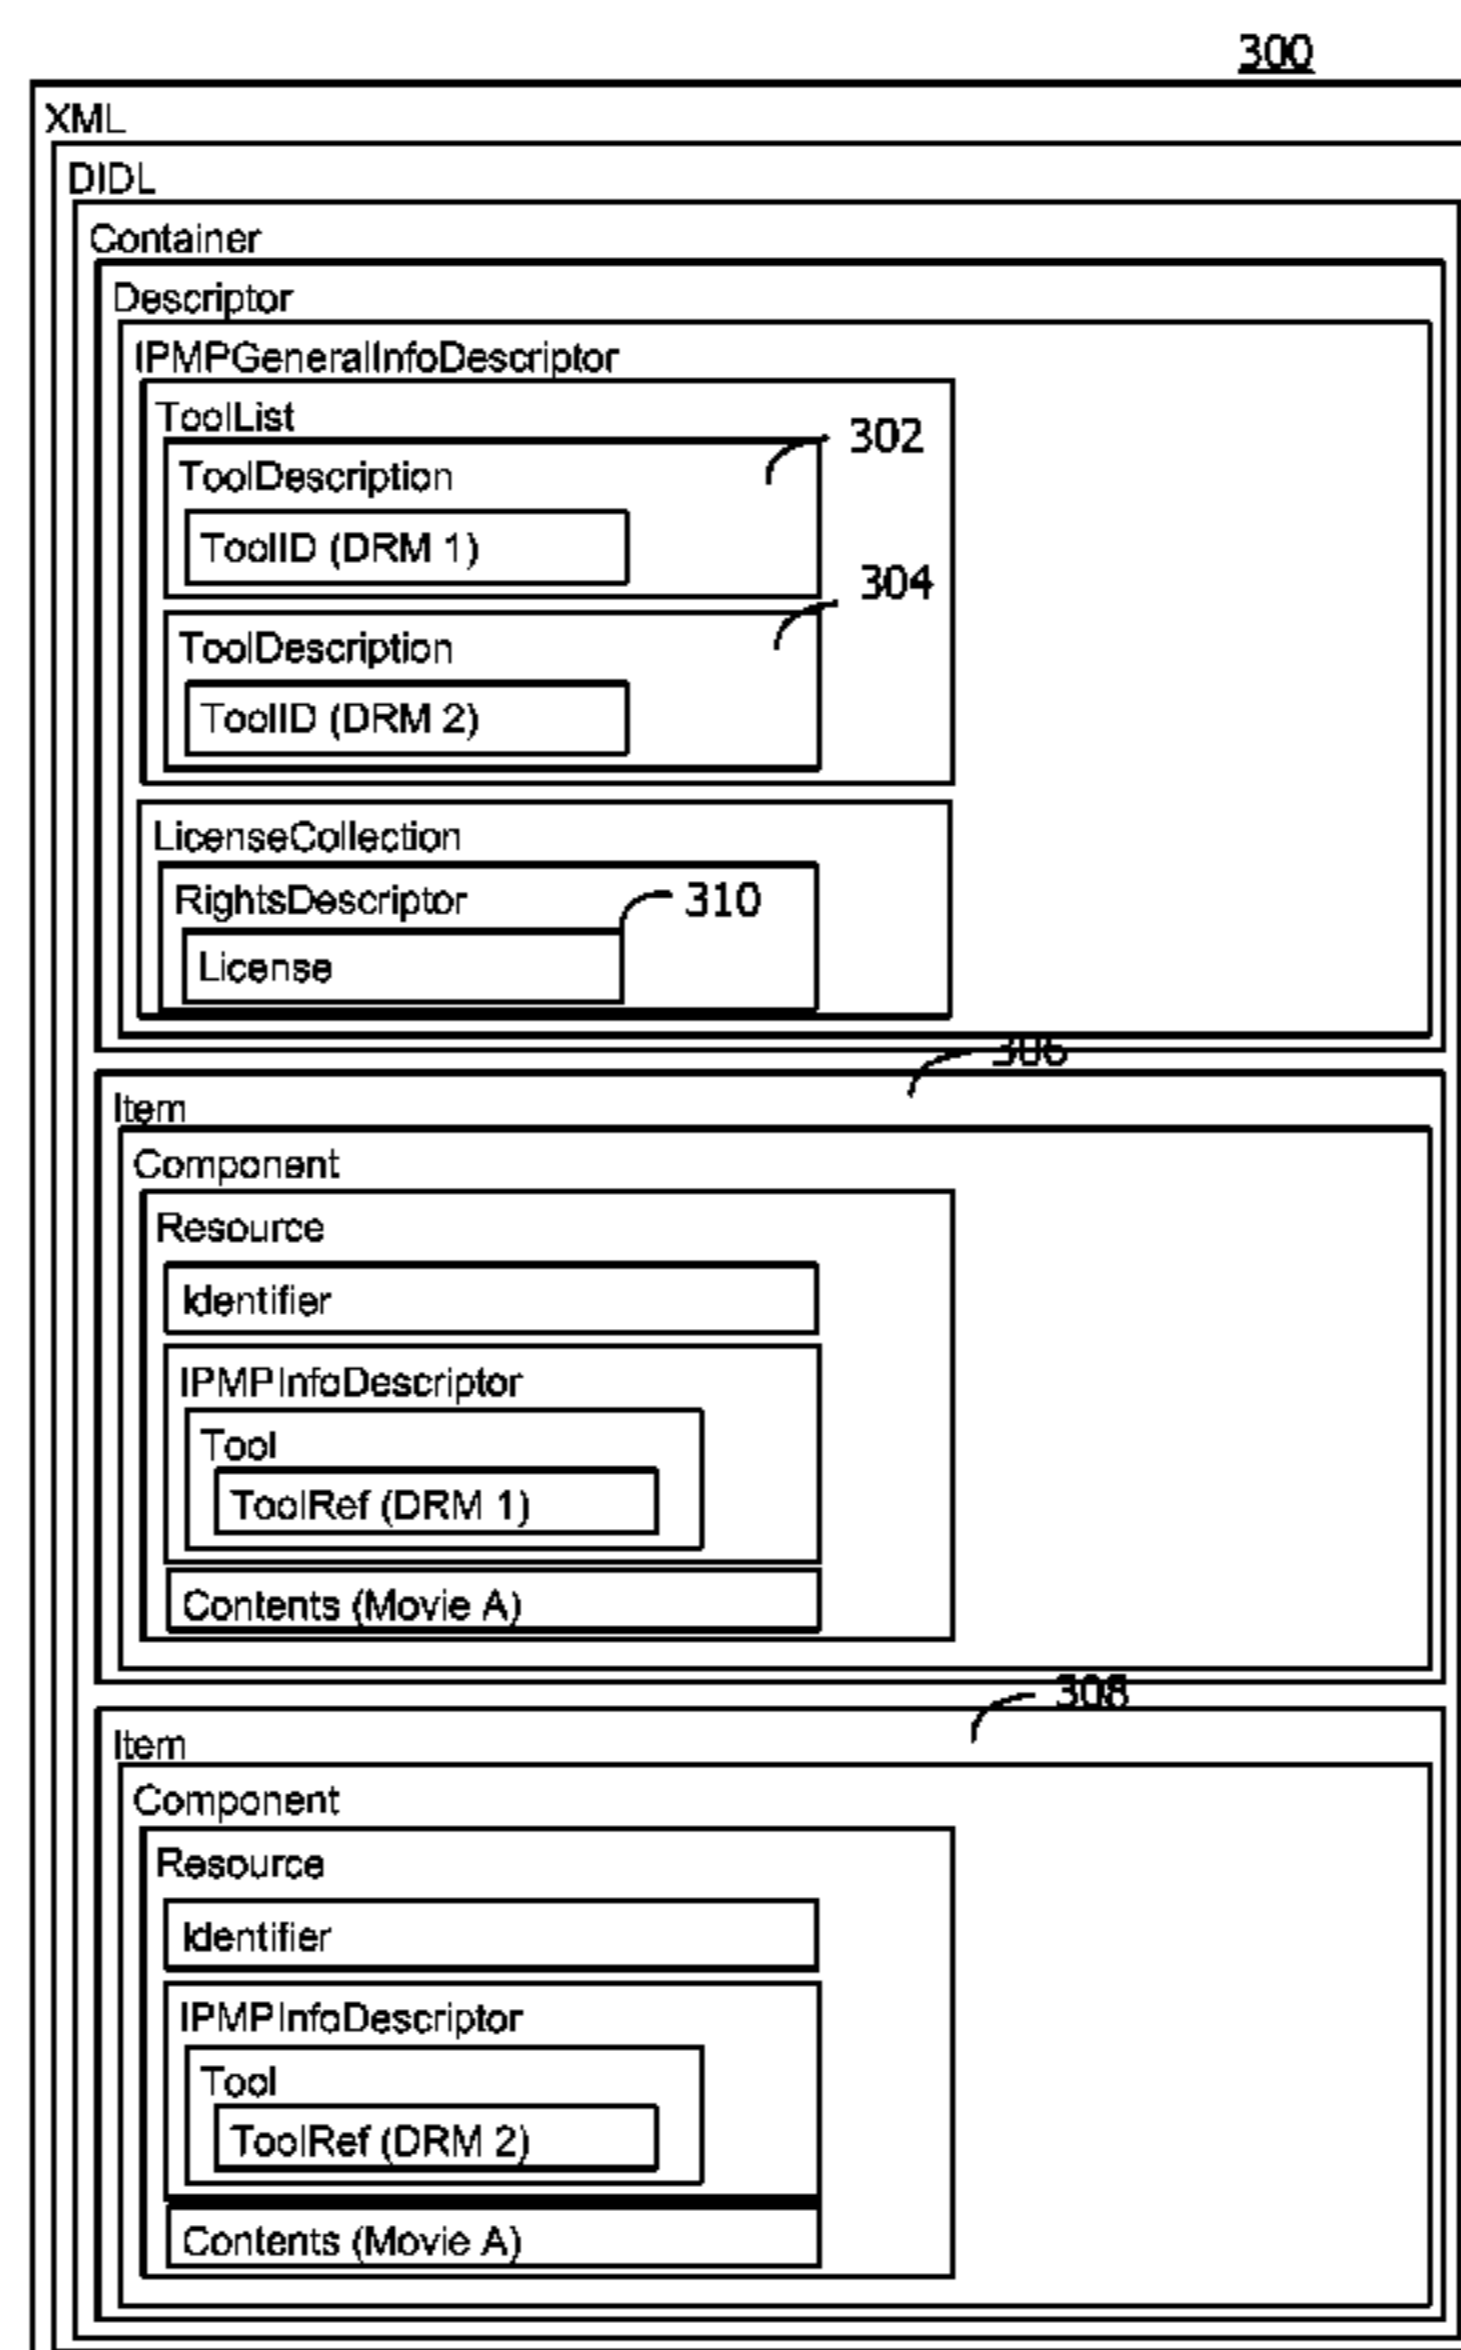 300
XML
DIDL
Container
Descriptor
IPMPGeneralInfoDescriptor
ToolList
302
ToolDescription
ToolID (DRM 1)
304
ToolDescription
ToolID (DRM 2)
LicenseCollection
RightsDescriptor
310
License
306
Item
Component
Resource
Identifier
IPMPInfoDescriptor
Tool
ToolRef (DRM 1)
Contents (Movie A)
308
Item
Component
Resource
Identifier
IPMPInfoDescriptor
Tool
ToolRef (DRM 2)
Contents (Movie A)